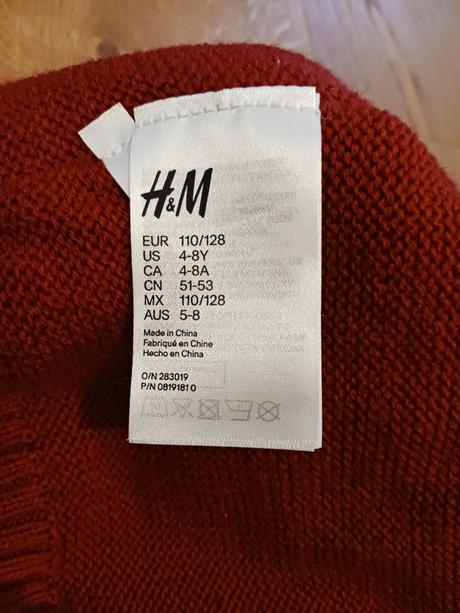 H&M
EUR 110/128
US 4-8Y
CA 4-8A
CN 51-53
MX 110/128
AUS 5-8
Made in China
Fabriqué en Chine
Hecho en China
O/N 283019
P/N 0819181 0